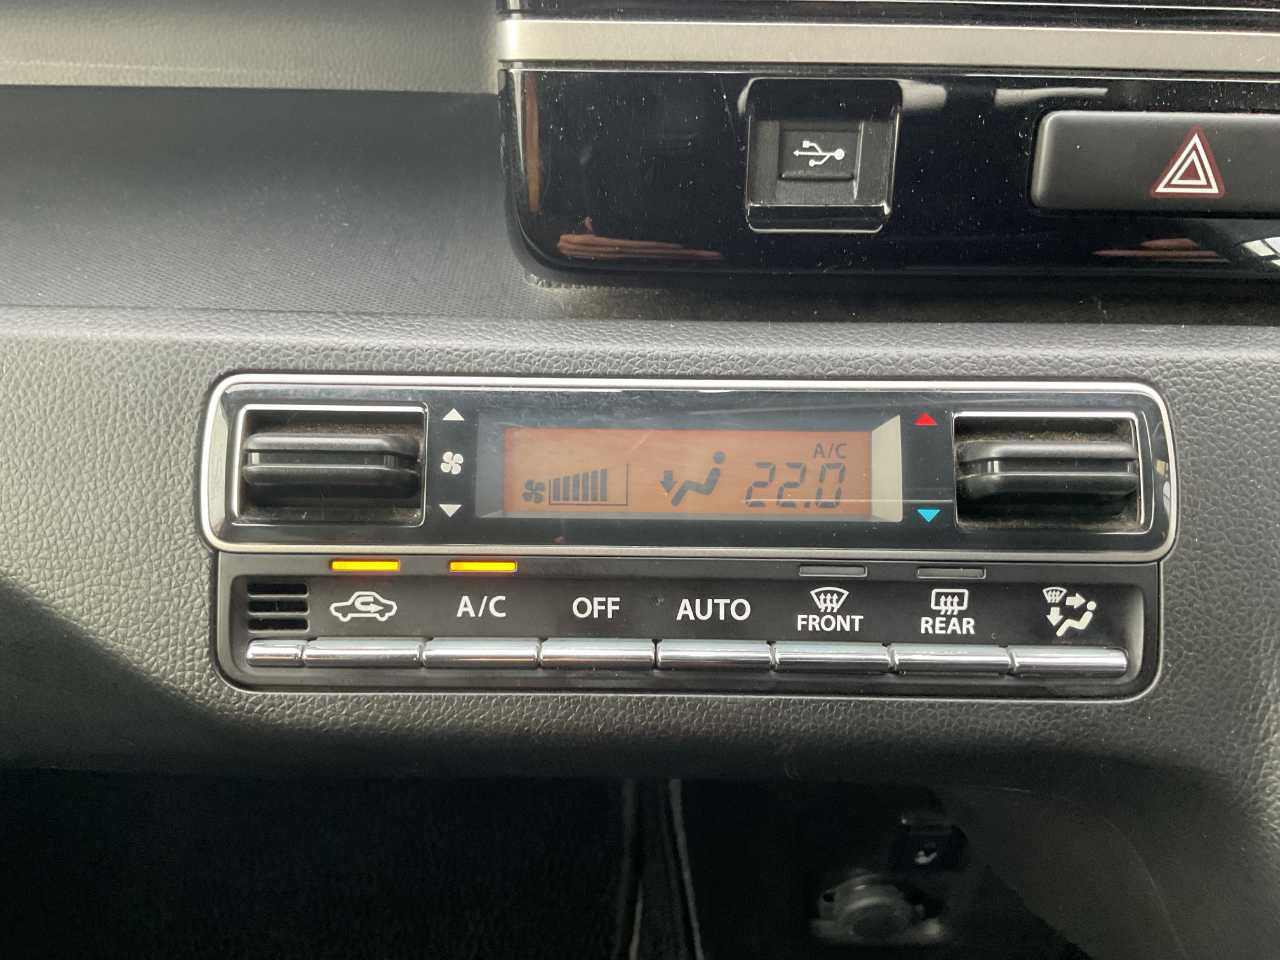 A/C
22.0
A/C
OFF
AUTO
FRONT
REAR